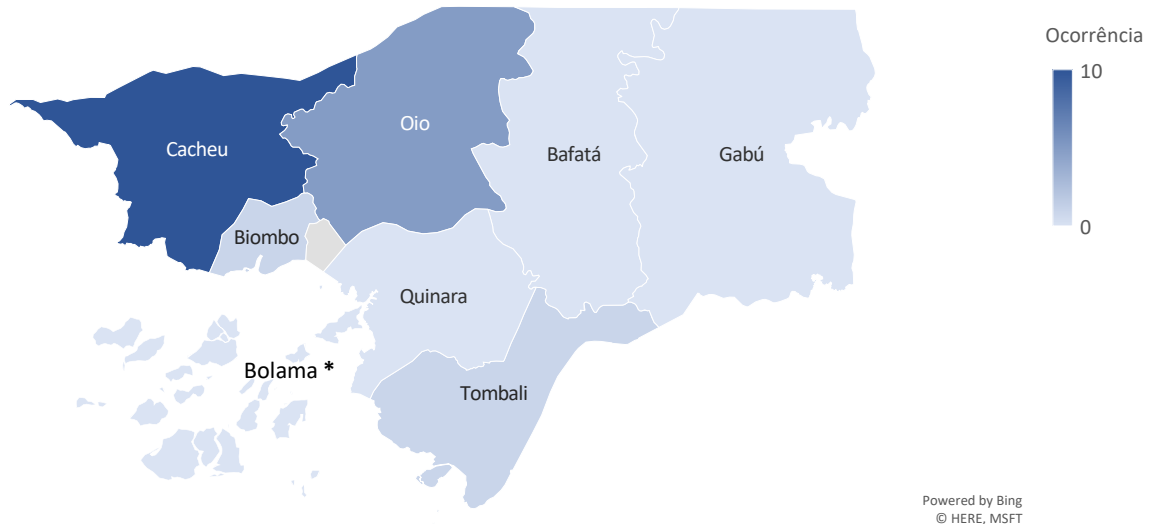 Ocorrência
10
0
Oio
Cacheu
Bafatá
Gabú
Biombo
Quinara
Bolama *
Tombali
Powered by Bing
© HERE, MSFT